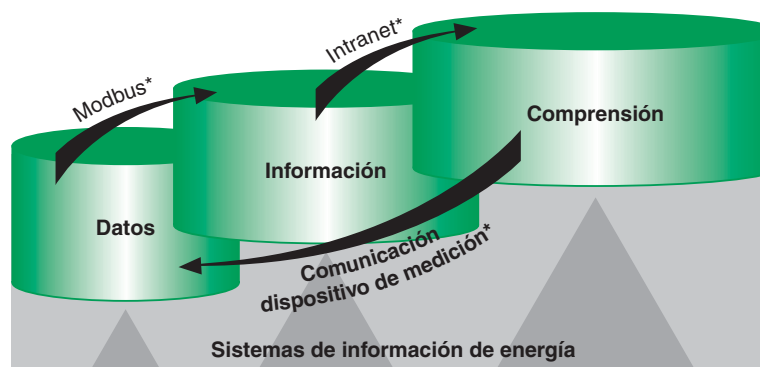 Intranet*
Modbus*
Comprensión
Información
Datos
Comunicación
dispositivo de medición*
Sistemas de información de energía